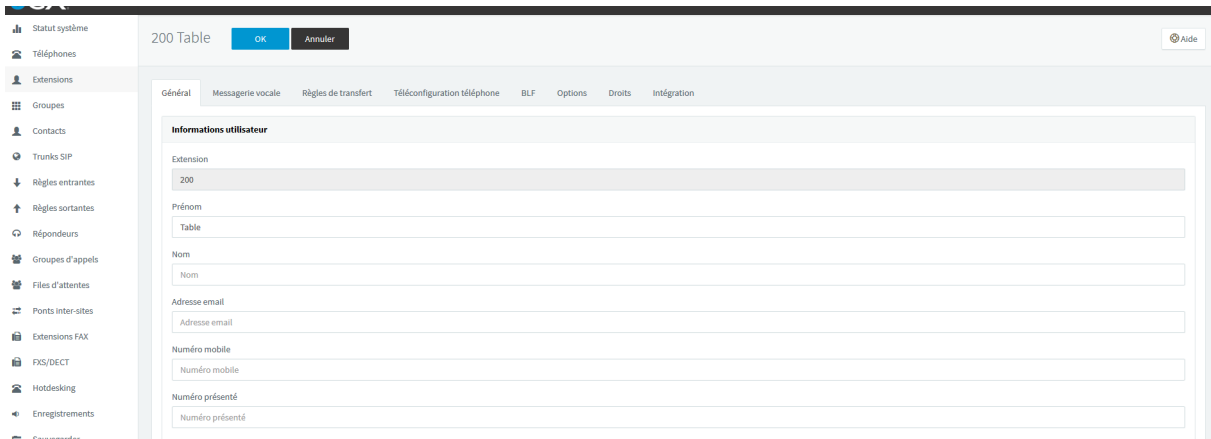 Statut système
Téléphones
Extensions
Groupes
Contacts
Trunks SIP
Règles entrantes
Règles sortantes
Répondeurs
Groupes d'appels
Files d'attentes
Ponts inter-sites
Extensions FAX
FXS/DECT
Hotdesking
Enregistrements
200 Table OK Annuler Aide
Général Messagerie vocale Règles de transfert Téléconfiguration téléphone BLF Options Droits Intégration
Informations utilisateur
Extension
200
Prénom
Table
Nom
Nom
Adresse email
Adresse email
Numéro mobile
Numéro mobile
Numéro présenté
Numéro présenté